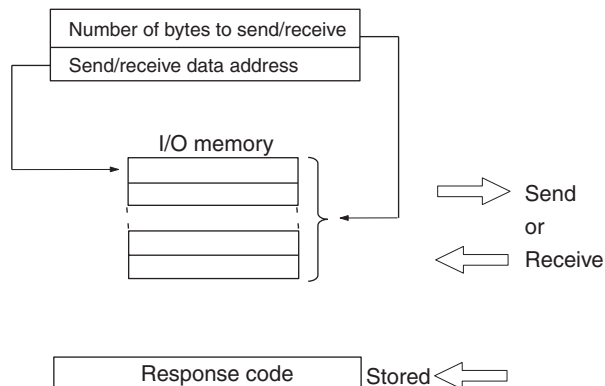 Number of bytes to send/receive
Send/receive data address
I/O memory
Send
or
Receive
Response code
Stored